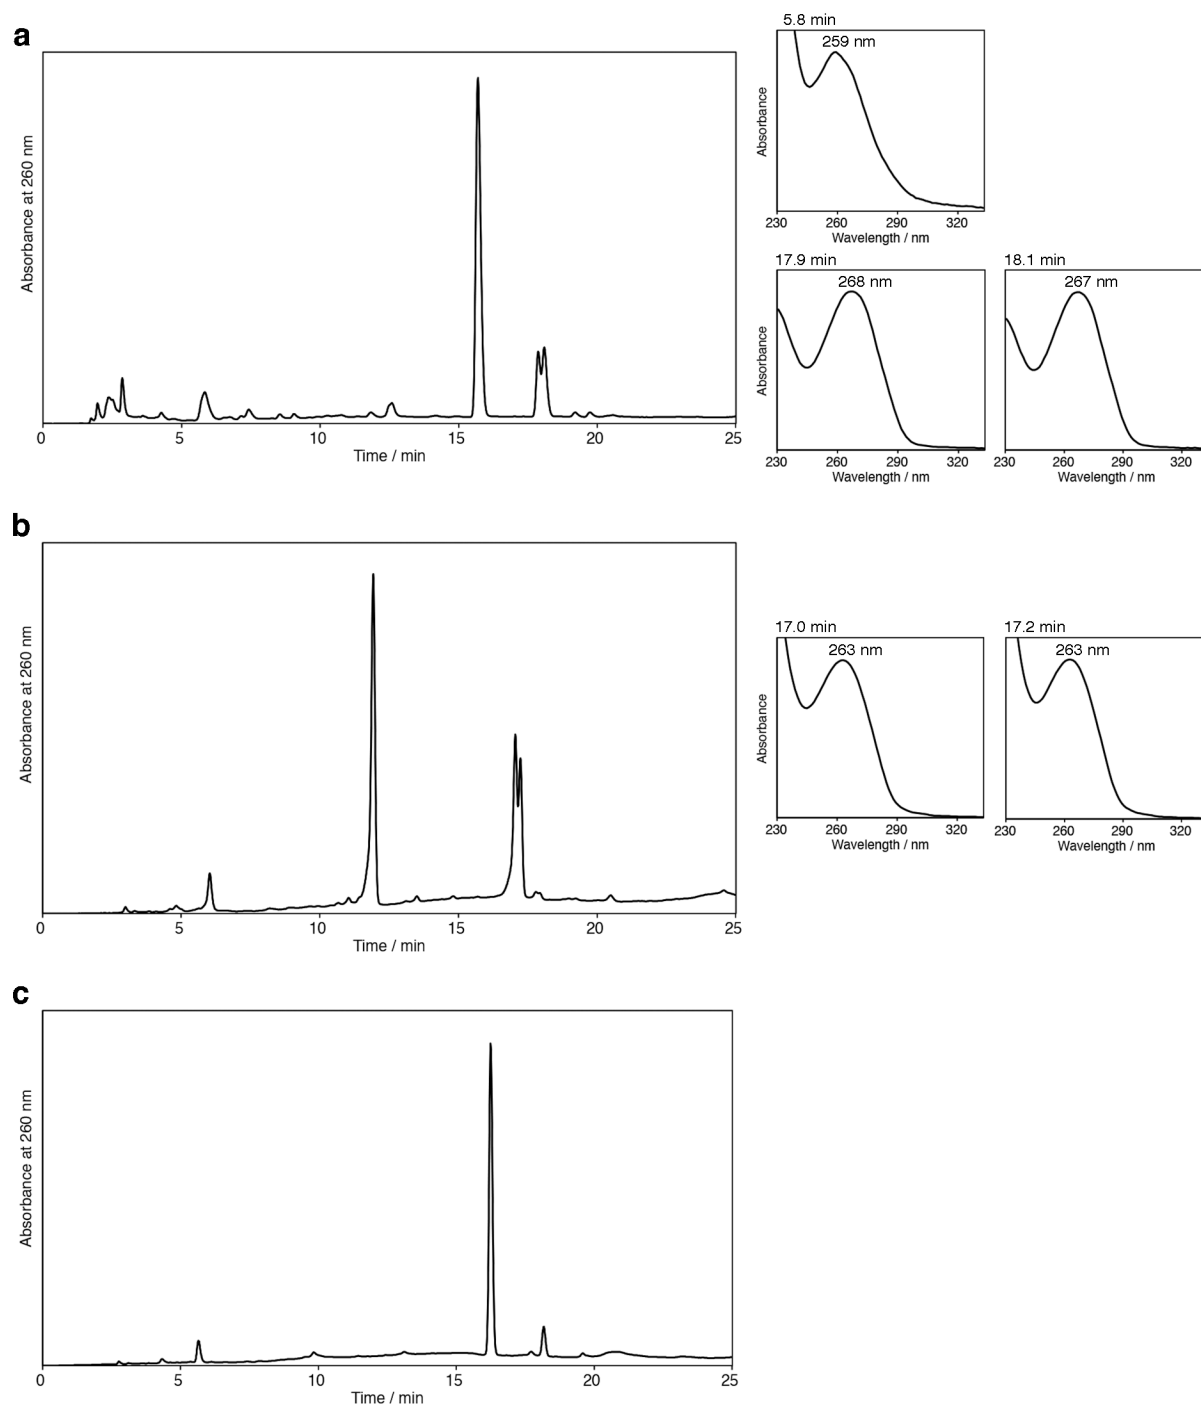 a
Absorbance at 260 nm
0 5 10 15 20 25
Time / min
5.8 min
259 nm
Absorbance
230 260 290 320
Wavelength / nm
17.9 min
268 nm
Absorbance
230 260 290 320
Wavelength / nm
18.1 min
267 nm
230 260 290 320
Wavelength / nm
b
Absorbance at 260 nm
0 5 10 15 20 25
Time / min
17.0 min
263 nm
Absorbance
230 260 290 320
Wavelength / nm
17.2 min
263 nm
230 260 290 320
Wavelength / nm
c
Absorbance at 260 nm
0 5 10 15 20 25
Time / min